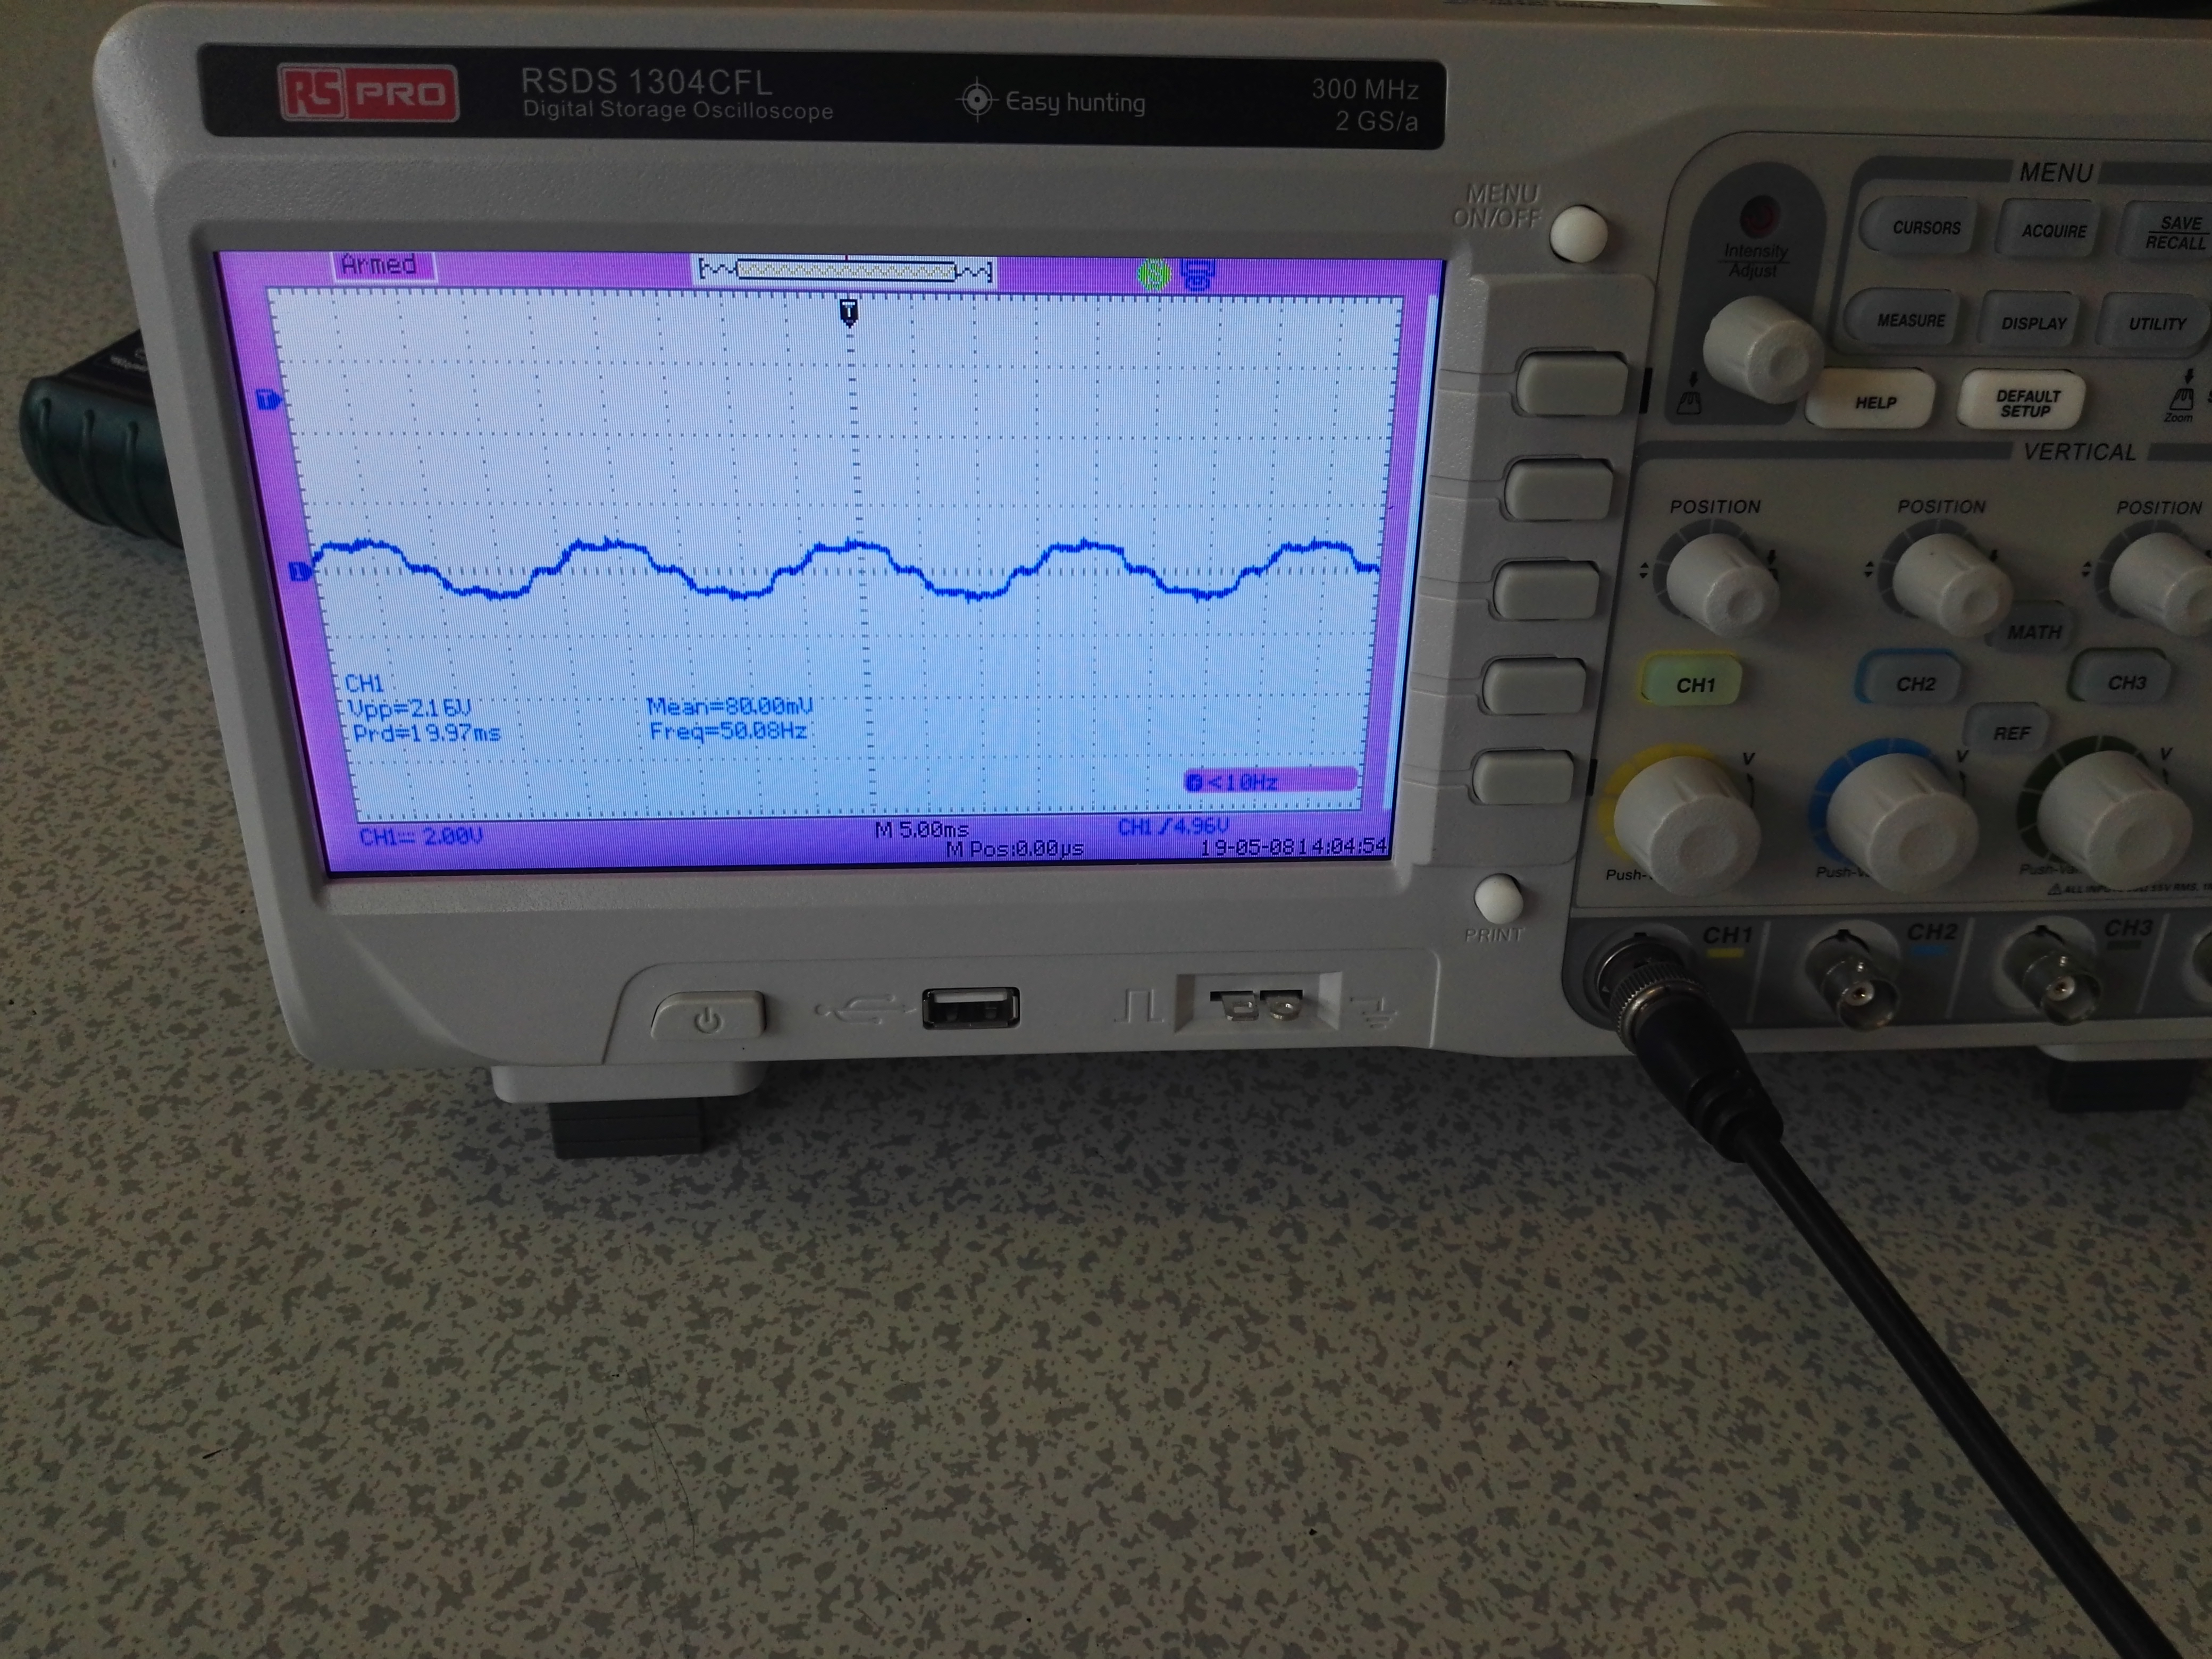 RS PRO
RSDS 1304CFL
Digital Storage Oscilloscope
Easy hunting
300 MHz
2 GS/a
MENU
ON/OFF
Armed
T
T
1
CH1
Vpp=2.16V
Mean=80.00mV
Prd=19.97ms
Freq=50.08Hz
<10Hz
CH1 2.00V
M 5.00ms
CH1 /4.96V
M Pos:0.00µs
19-05-08 14:04:54
PRINT
MENU
Intensity
Adjust
CURSORS
ACQUIRE
SAVE
RECALL
MEASURE
DISPLAY
UTILITY
HELP
DEFAULT
SETUP
Zoom
VERTICAL
POSITION
POSITION
POSITION
MATH
CH1
CH2
CH3
REF
V
V
V
CH1
CH2
CH3